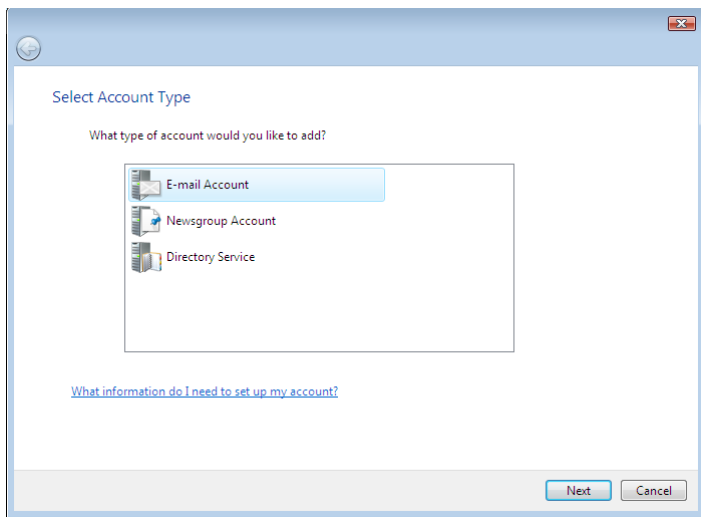 Select Account Type
What type of account would you like to add?
E-mail Account
Newsgroup Account
Directory Service
What information do I need to set up my account?
Next
Cancel